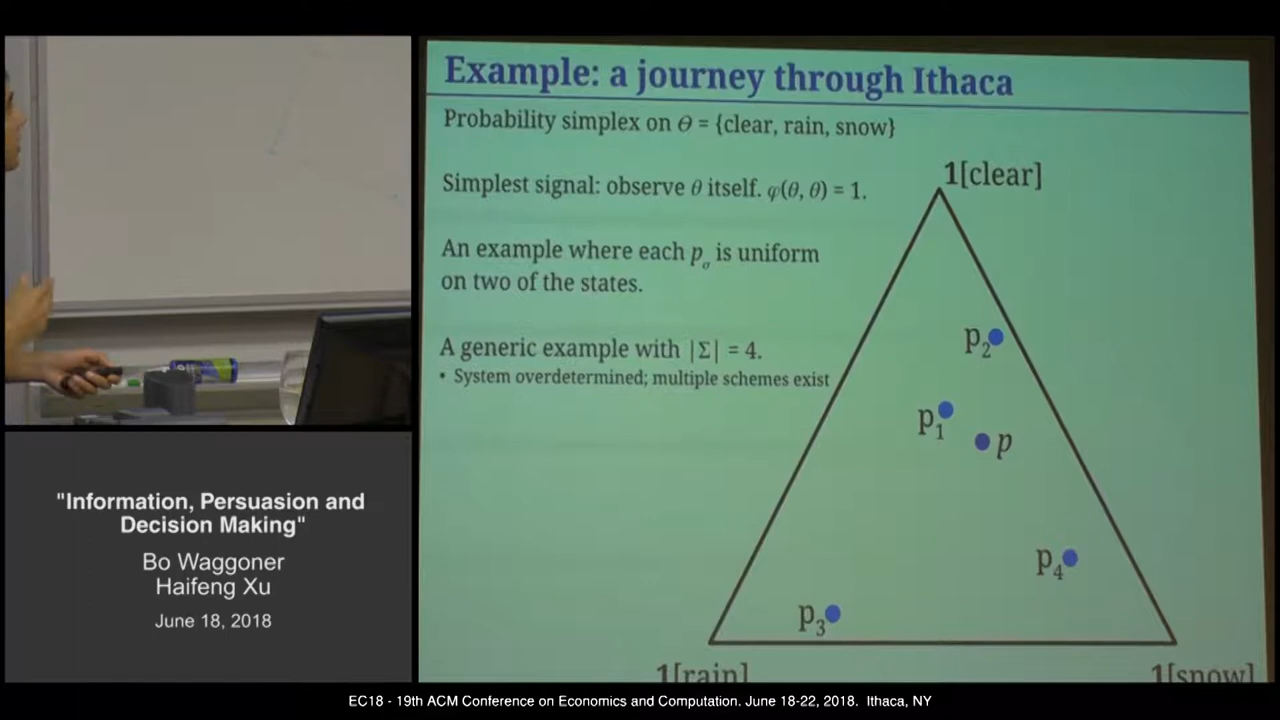 Example: a journey through Ithaca
Probability simplex on Θ = {clear, rain, snow}
Simplest signal: observe θ itself. φ(θ, θ) = 1.
An example where each pσ is uniform
on two of the states.
A generic example with |Σ| = 4.
• System overdetermined; multiple schemes exist
1[clear]
p2
p1
p
p4
p3
1[rain]
1[snow]
"Information, Persuasion and
Decision Making"
Bo Waggoner
Haifeng Xu
June 18, 2018
EC18 - 19th ACM Conference on Economics and Computation. June 18-22, 2018. Ithaca, NY